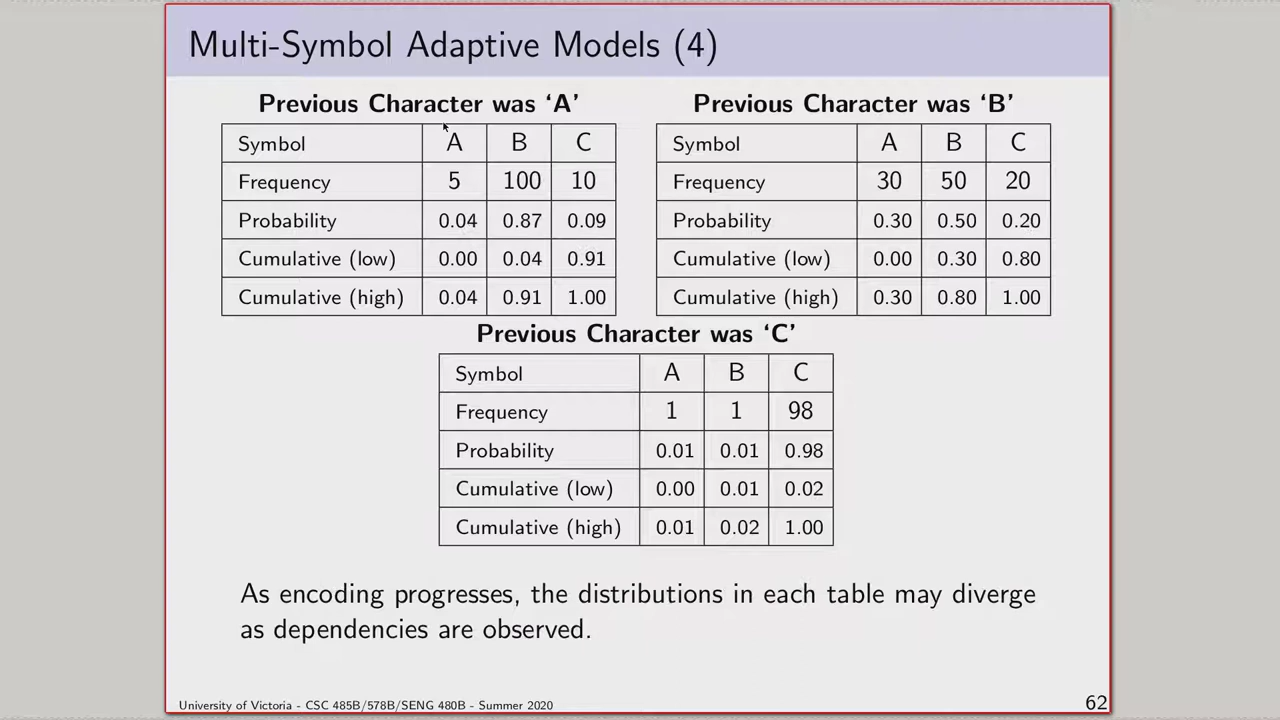 Multi-Symbol Adaptive Models (4)
Previous Character was ‘A’
Symbol A B C
Frequency 5 100 10
Probability 0.04 0.87 0.09
Cumulative (low) 0.00 0.04 0.91
Cumulative (high) 0.04 0.91 1.00
Previous Character was ‘B’
Symbol A B C
Frequency 30 50 20
Probability 0.30 0.50 0.20
Cumulative (low) 0.00 0.30 0.80
Cumulative (high) 0.30 0.80 1.00
Previous Character was ‘C’
Symbol A B C
Frequency 1 1 98
Probability 0.01 0.01 0.98
Cumulative (low) 0.00 0.01 0.02
Cumulative (high) 0.01 0.02 1.00
As encoding progresses, the distributions in each table may diverge
as dependencies are observed.
University of Victoria - CSC 485B/578B/SENG 480B - Summer 2020
62